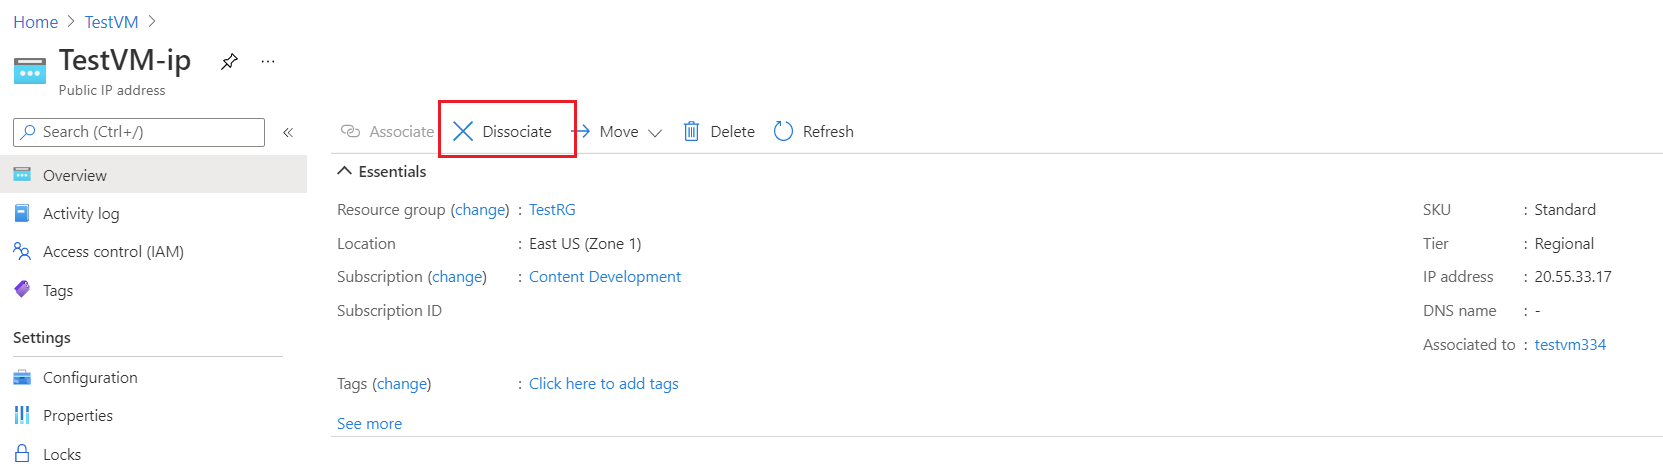 Home > TestVM >
TestVM-ip ...
Public IP address
Search (Ctrl+/) «
Associate Dissociate Move Delete Refresh
Overview
Activity log
Access control (IAM)
Tags
Settings
Configuration
Properties
Locks
Essentials
Resource group (change) : TestRG
Location : East US (Zone 1)
Subscription (change) : Content Development
Subscription ID
Tags (change) : Click here to add tags
See more
SKU : Standard
Tier : Regional
IP address : 20.55.33.17
DNS name : -
Associated to : testvm334